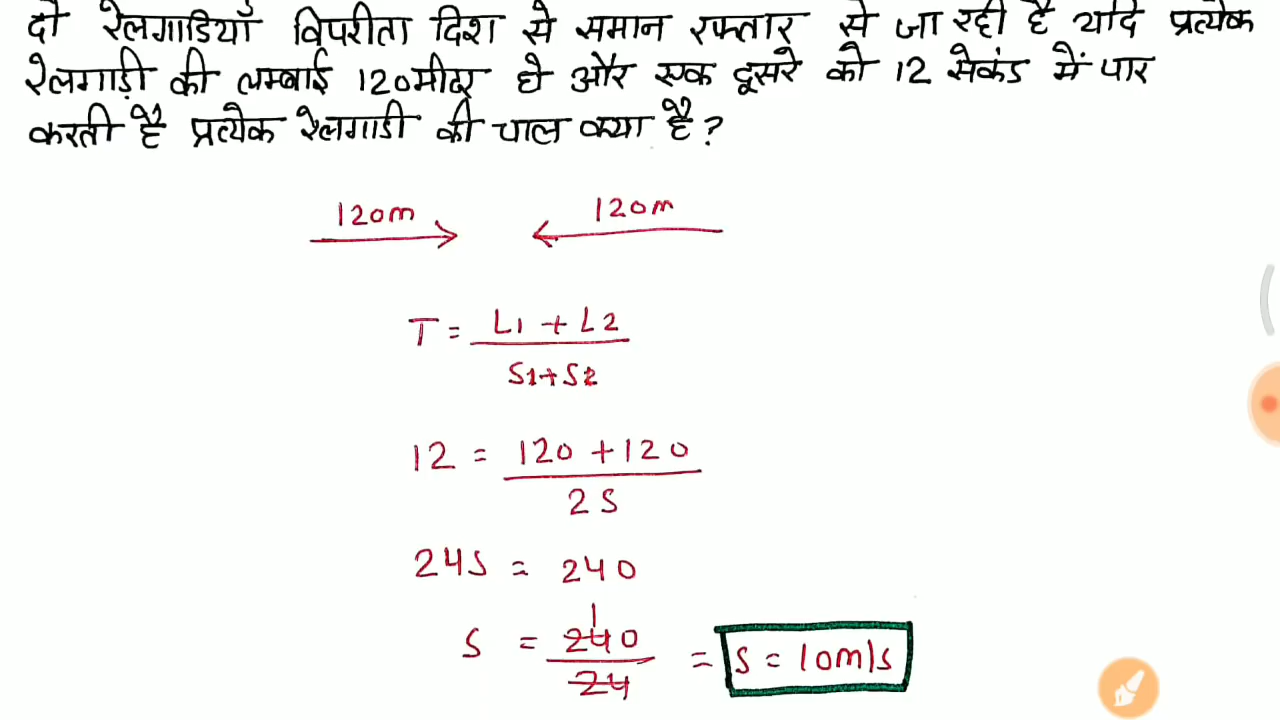 दो रेलगाडियाँ विपरीता दिश से समान रफ्तार से जा रही है यदि प्रत्येक
रेलगाड़ी की लम्बाई 120मीटर है और एक दूसरे को 12 सेकंड में पार
करती है प्रत्येक रेलगाडी की चाल क्या है?
120m 120m
T = L1 + L2
S1+S2
12 = 120 + 120
2S
24S = 240
1
S = 240 = S = 10m/s
24